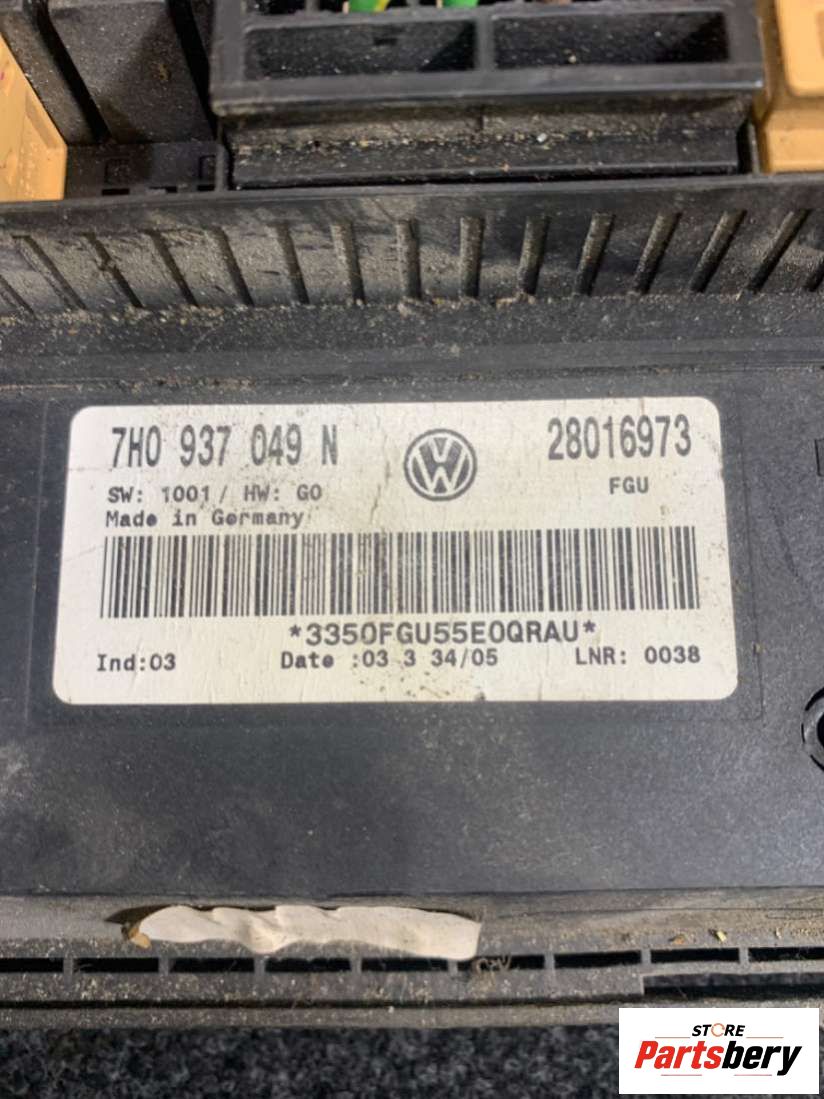 7H0 937 049 N
28016973
SW: 1001/ HW: GO
FGU
Made in Germany
*3350FGU55E0QRAU*
Ind:03
Date :03 3 34/05
LNR: 0038
STORE
Partsbery